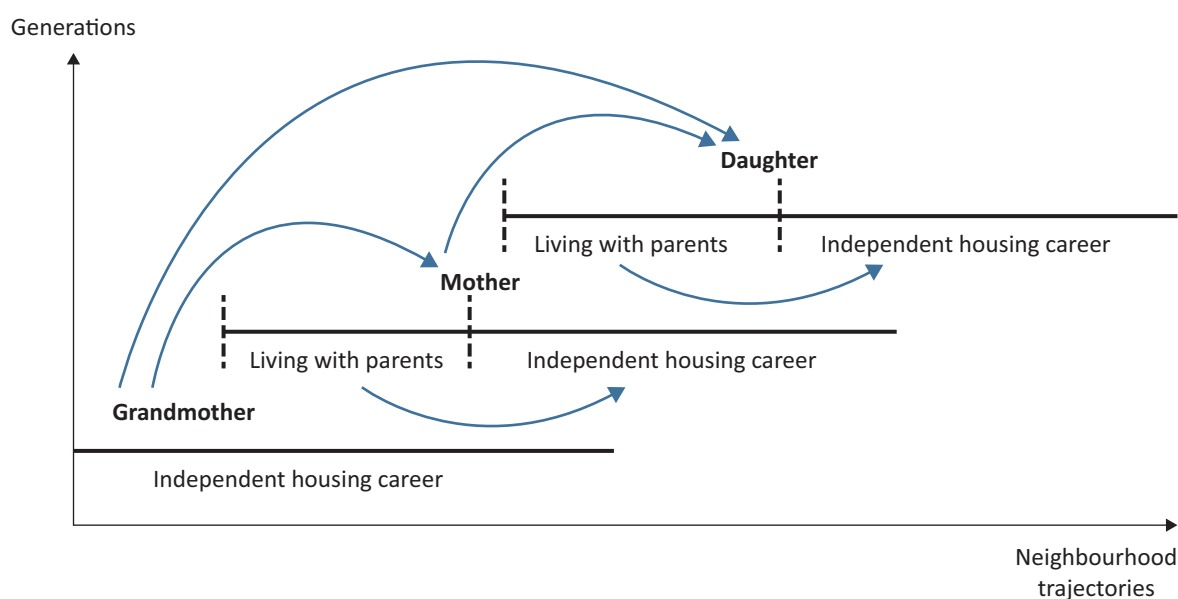 Generations
Daughter
Living with parents
Independent housing career
Mother
Living with parents
Independent housing career
Grandmother
Independent housing career
Neighbourhood
trajectories